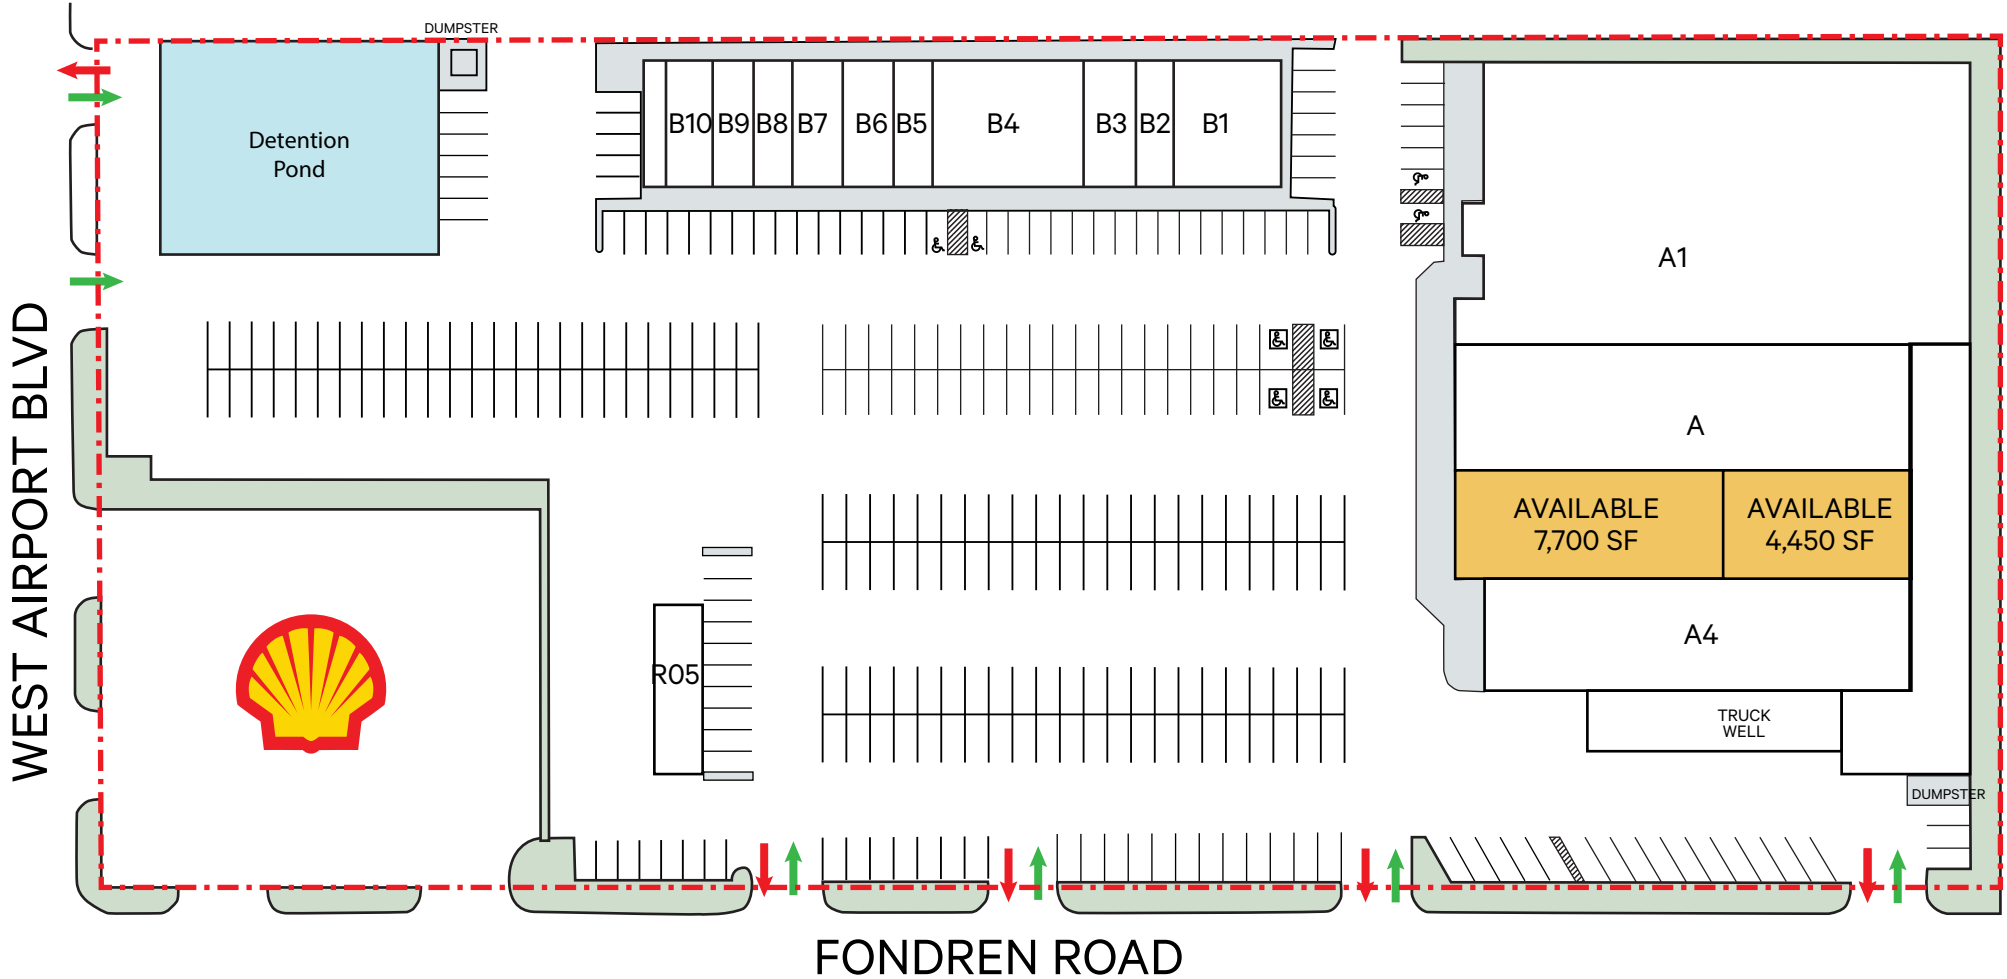 DUMPSTER
Detention
Pond
B10 B9 B8 B7 B6 B5 B4 B3 B2 B1
A1
A
AVAILABLE
7,700 SF
AVAILABLE
4,450 SF
A4
R05
TRUCK
WELL
DUMPSTER
WEST AIRPORT BLVD
FONDREN ROAD